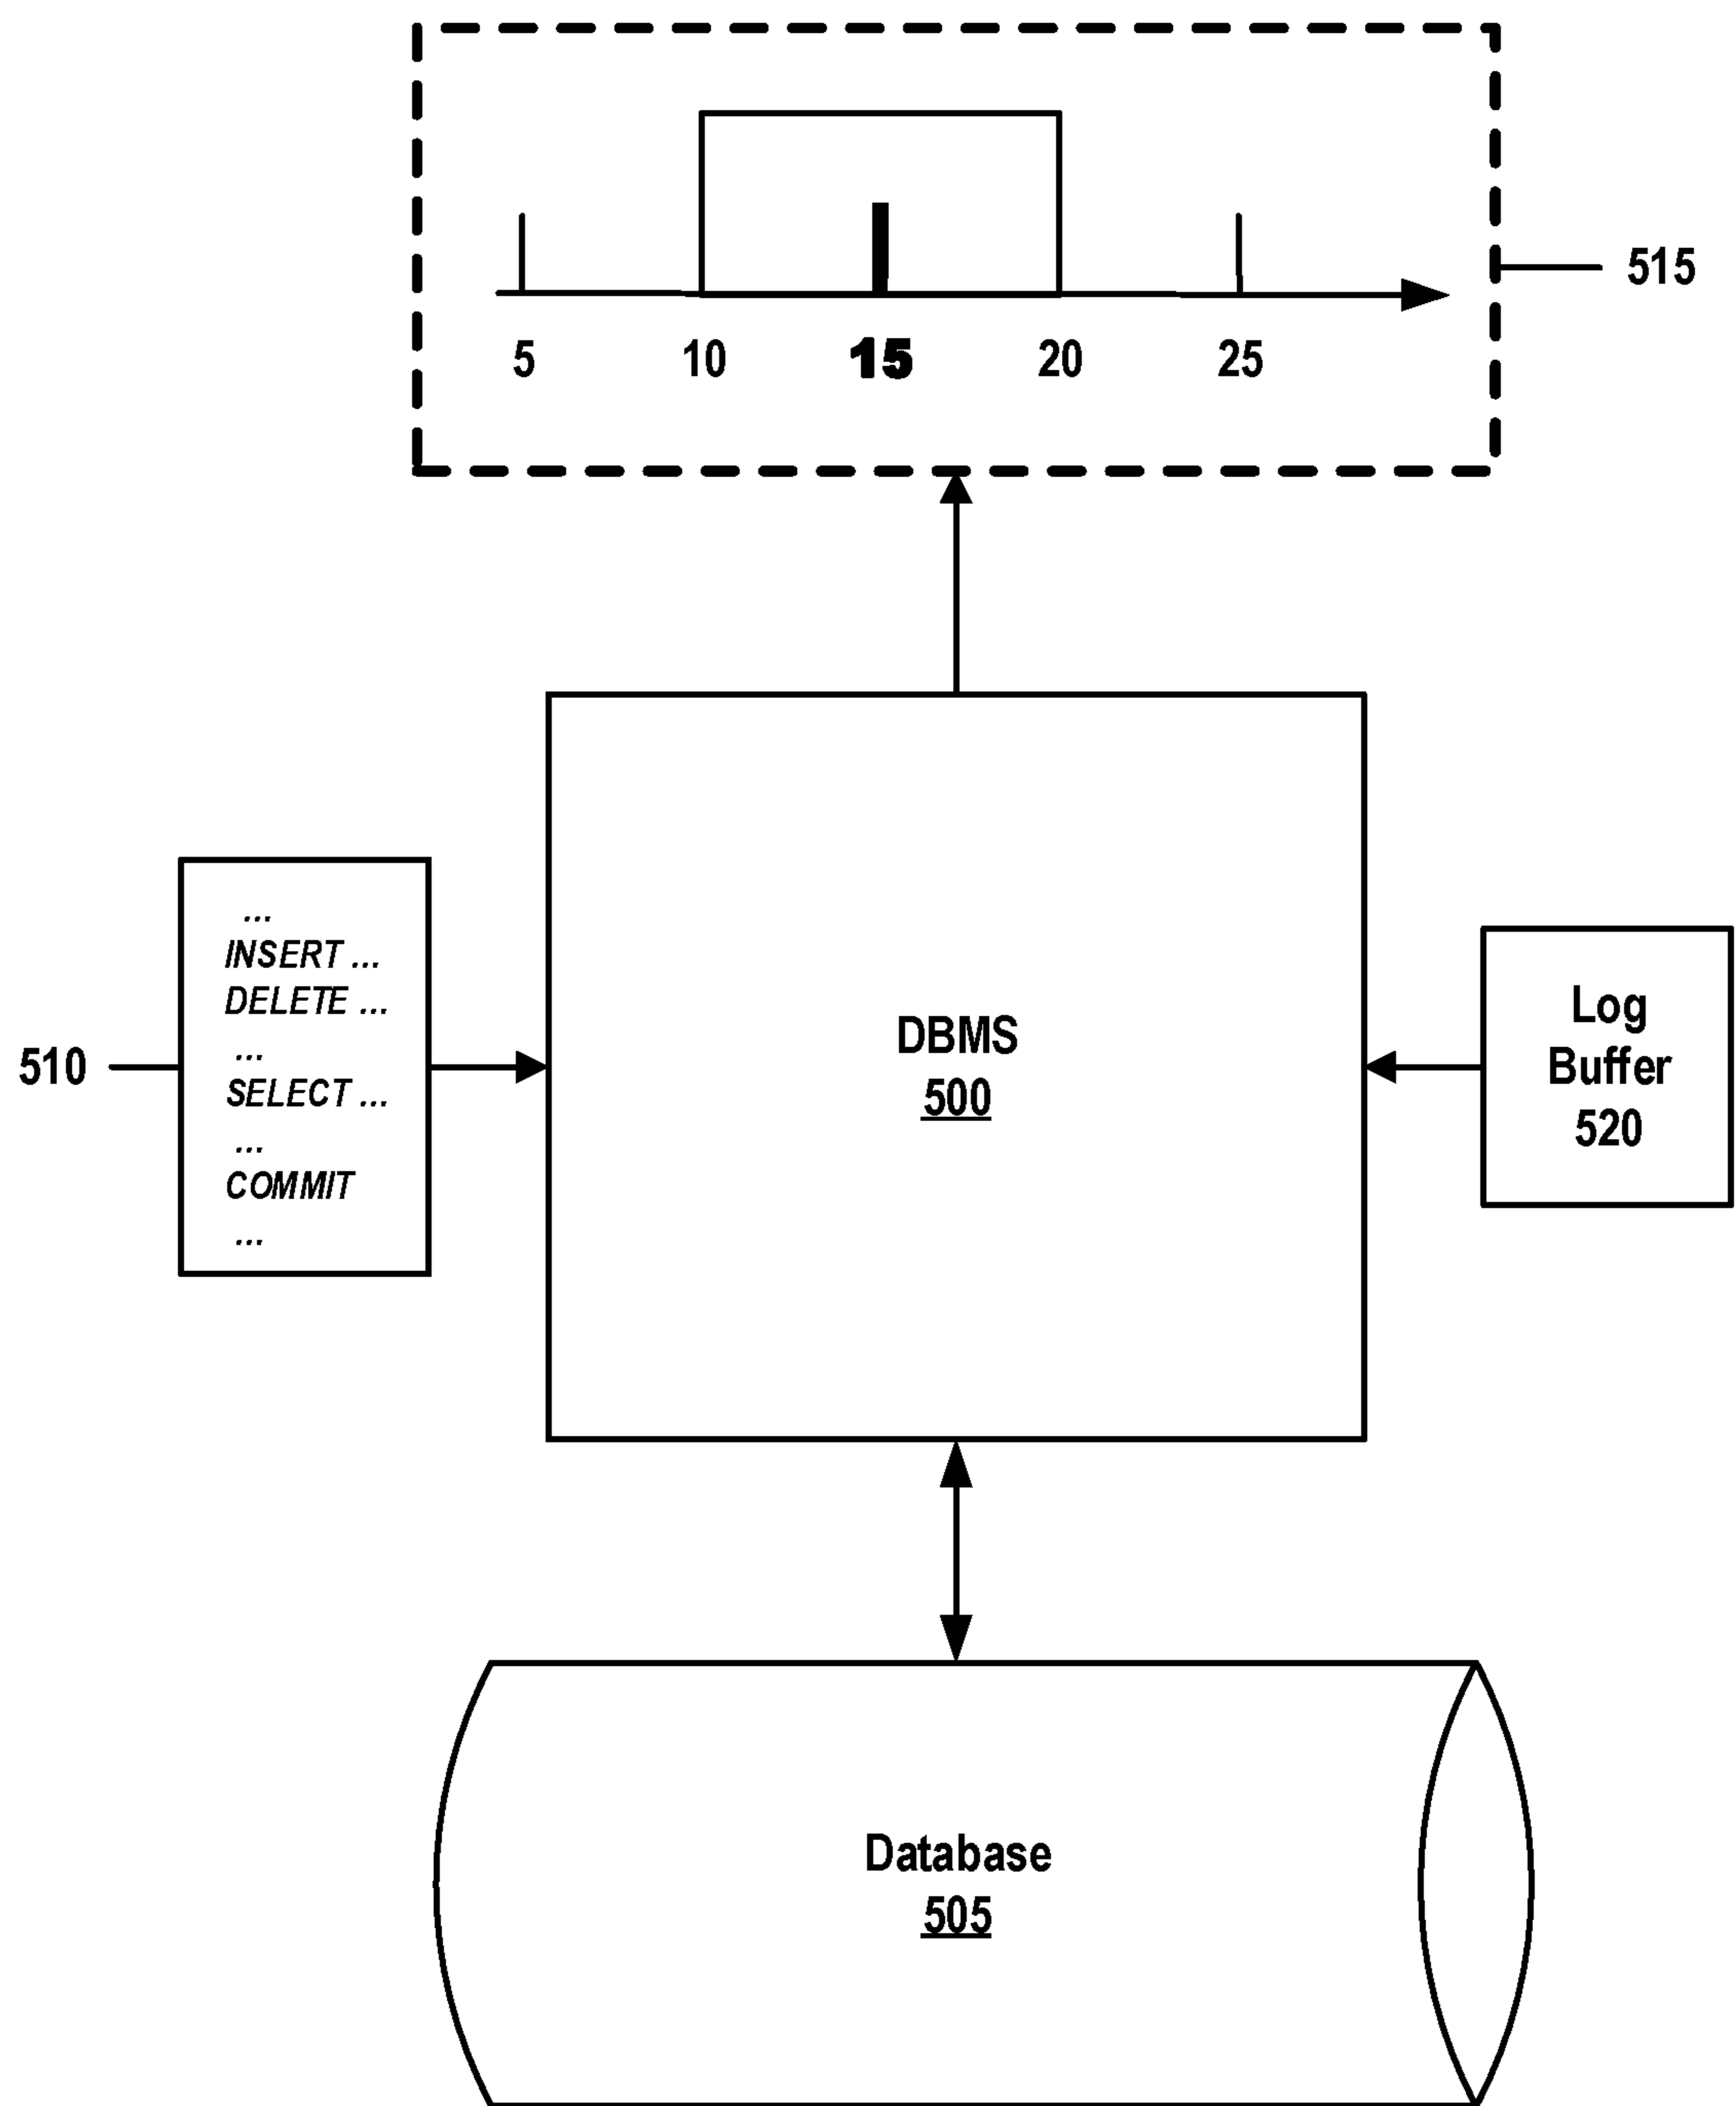 515
5 10 15 20 25
510
...
INSERT ...
DELETE ...
...
SELECT ...
...
COMMIT
...
DBMS
500
Log
Buffer
520
Database
505